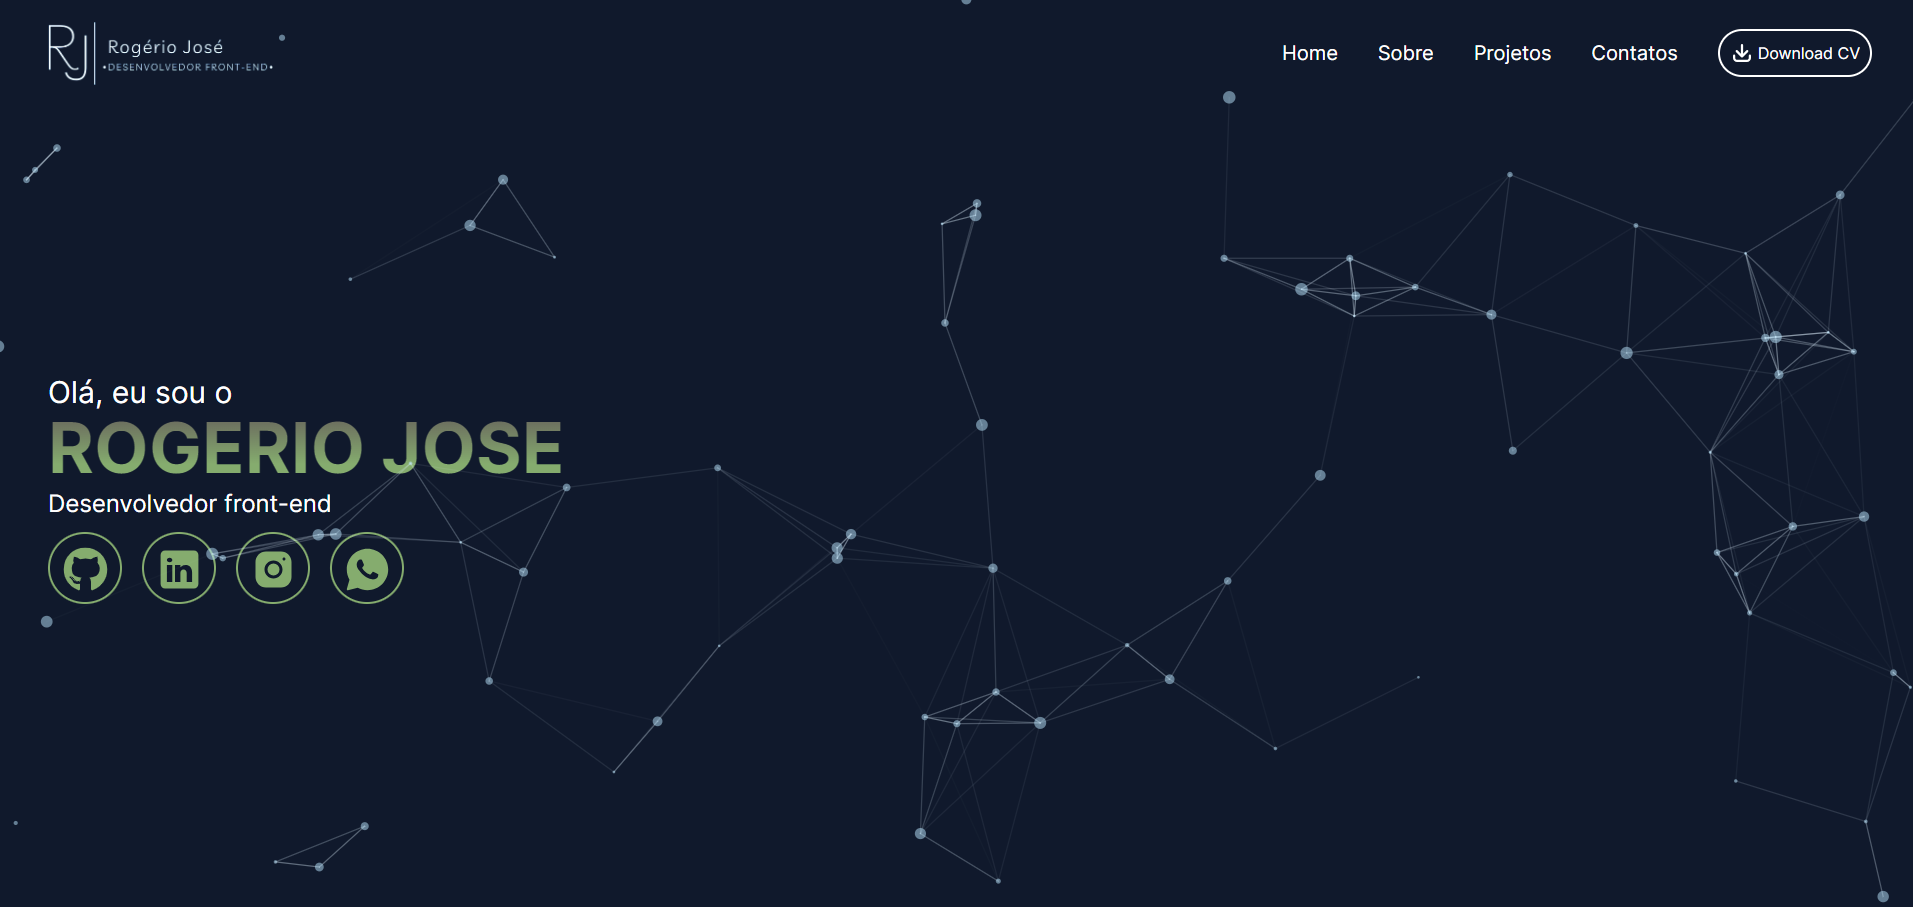 RJ
Rogério José
•DESENVOLVEDOR FRONT-END•
Home
Sobre
Projetos
Contatos
Download CV
Olá, eu sou o
ROGERIO JOSE
Desenvolvedor front-end
in